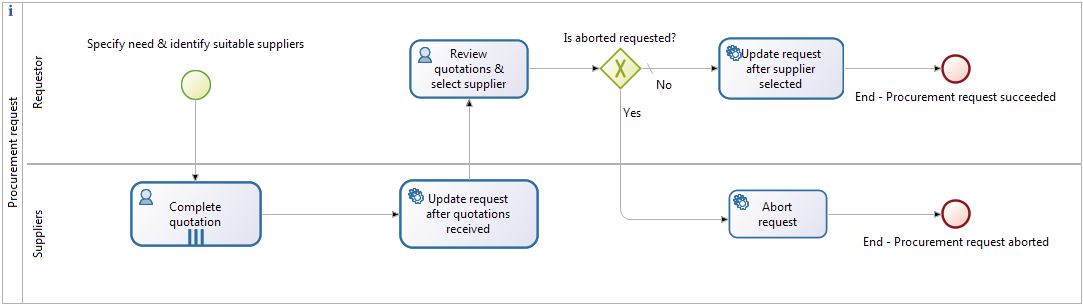 i
Procurement request
Requestor
Specify need & identify suitable suppliers
Review
quotations &
select supplier
Is aborted requested?
No
Yes
Update request
after supplier
selected
End - Procurement request succeeded
Suppliers
Complete
quotation
Update request
after quotations
received
Abort
request
End - Procurement request aborted